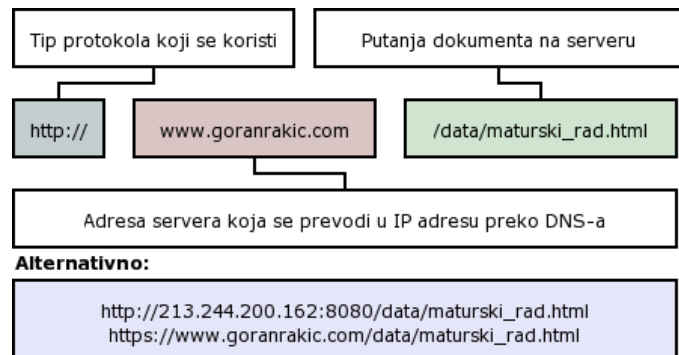 Tip protokola koji se koristi
Putanja dokumenta na serveru
http://
www.goranrakic.com
/data/maturski_rad.html
Adresa servera koja se prevodi u IP adresu preko DNS-a
Alternativno:
http://213.244.200.162:8080/data/maturski_rad.html
https://www.goranrakic.com/data/maturski_rad.html